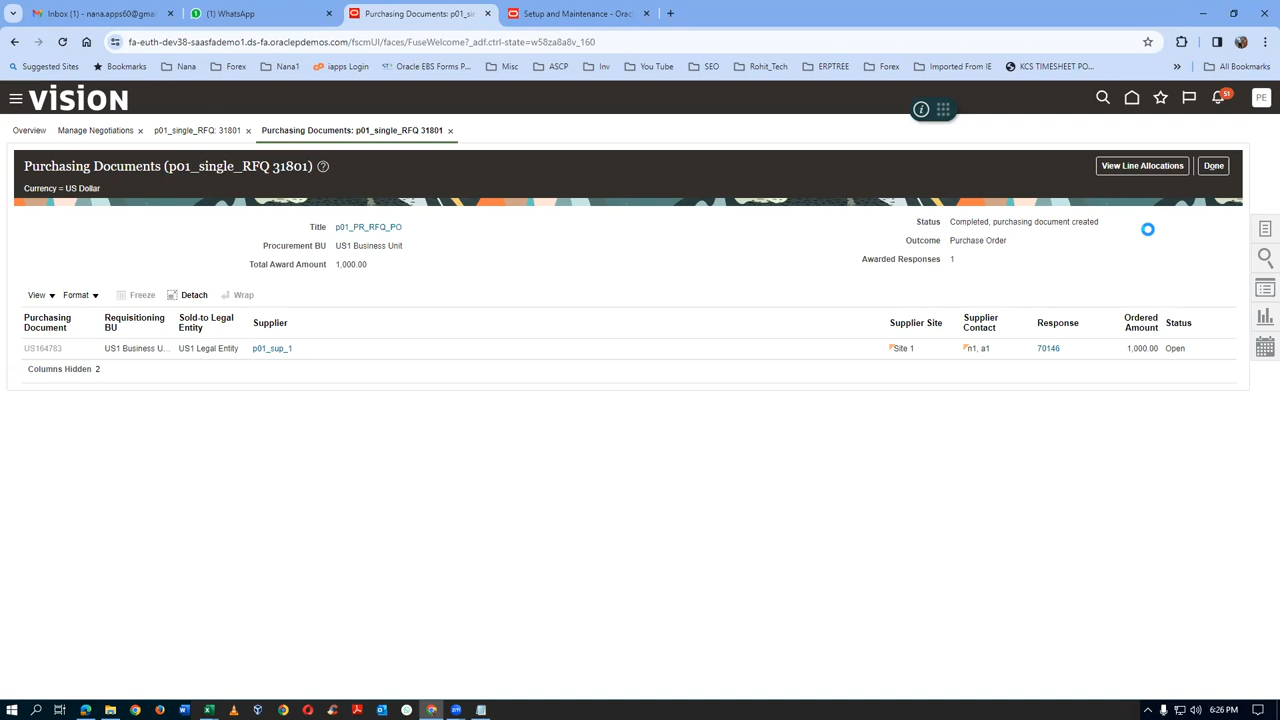 Inbox (1) - nana.apps60@gmai
(1) WhatsApp
Purchasing Documents: p01_sir
Setup and Maintenance - Oracl
fa-euth-dev38-saasfademo1.ds-fa.oraclepdemos.com/fscmUI/faces/FuseWelcome?_adf.ctrl-state=w58za8a8v_160
Suggested Sites
Bookmarks
Nana
Forex
Nana1
iapps Login
Oracle EBS Forms P...
Misc
ASCP
Inv
You Tube
SEO
Rohit_Tech
ERPTREE
Forex
Imported From IE
KCS TIMESHEET PO...
»
All Bookmarks
VISION
51
PE
Overview
Manage Negotiations
p01_single_RFQ: 31801
Purchasing Documents: p01_single_RFQ 31801
Purchasing Documents (p01_single_RFQ 31801)
View Line Allocations
Done
Currency = US Dollar
Title p01_PR_RFQ_PO
Procurement BU US1 Business Unit
Total Award Amount 1,000.00
Status Completed, purchasing document created
Outcome Purchase Order
Awarded Responses 1
View
Format
Freeze
Detach
Wrap
Purchasing Document
Requisitioning BU
Sold-to Legal Entity
Supplier
Supplier Site
Supplier Contact
Response
Ordered Amount
Status
US164783 US1 Business U... US1 Legal Entity p01_sup_1 Site 1 n1, a1 70146 1,000.00 Open
Columns Hidden 2
6:26 PM